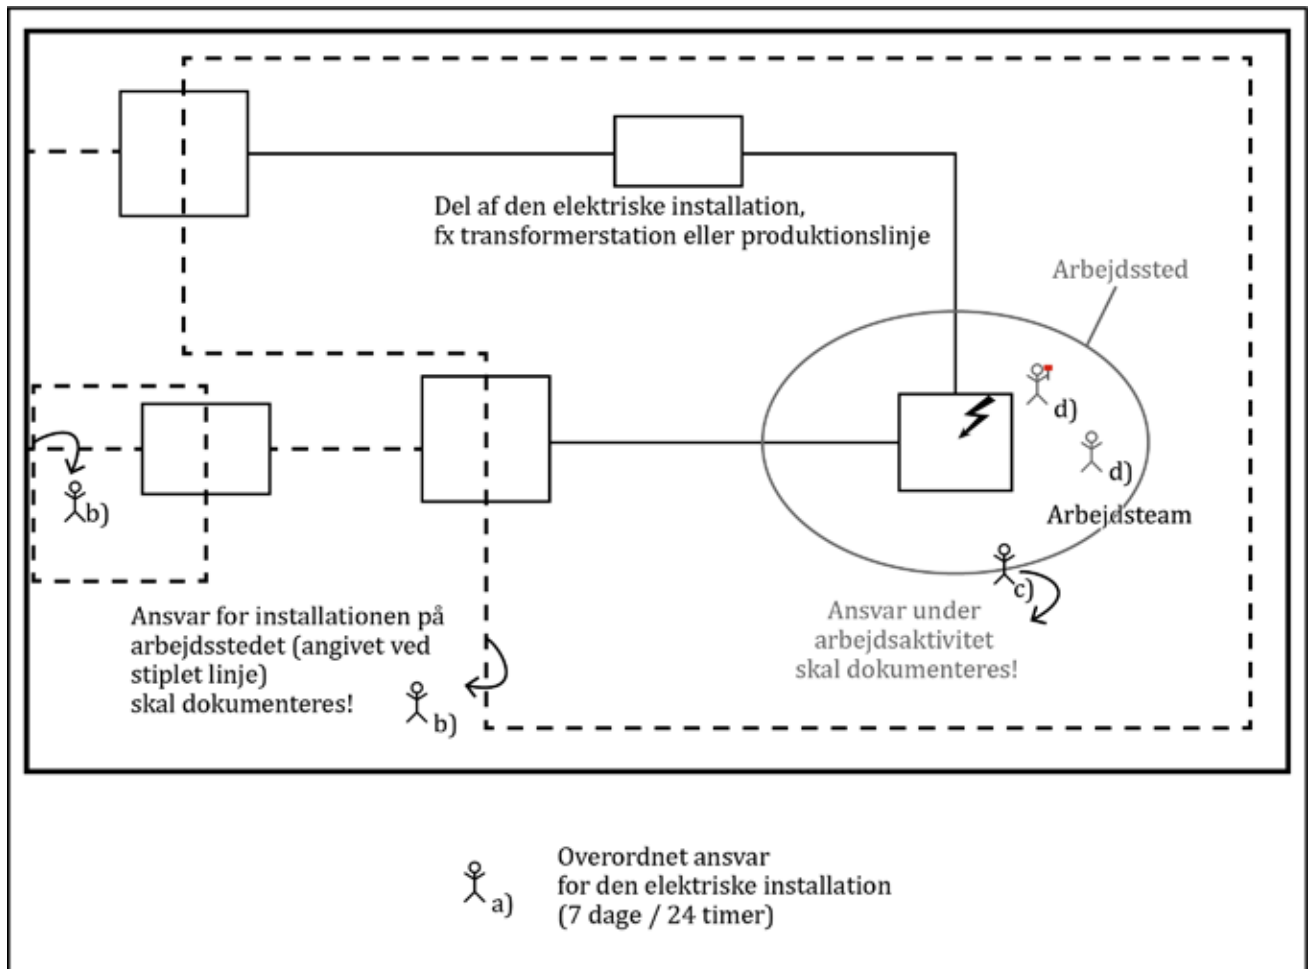 Del af den elektriske installation,
fx transformerstation eller produktionslinje
Arbejdssted
d)
d)
Arbejdsteam
b)
c)
Ansvar under
arbejdsaktivitet
skal dokumenteres!
Ansvar for installationen på
arbejdsstedet (angivet ved
stiplet linje)
skal dokumenteres!
b)
a)
Overordnet ansvar
for den elektriske installation
(7 dage / 24 timer)